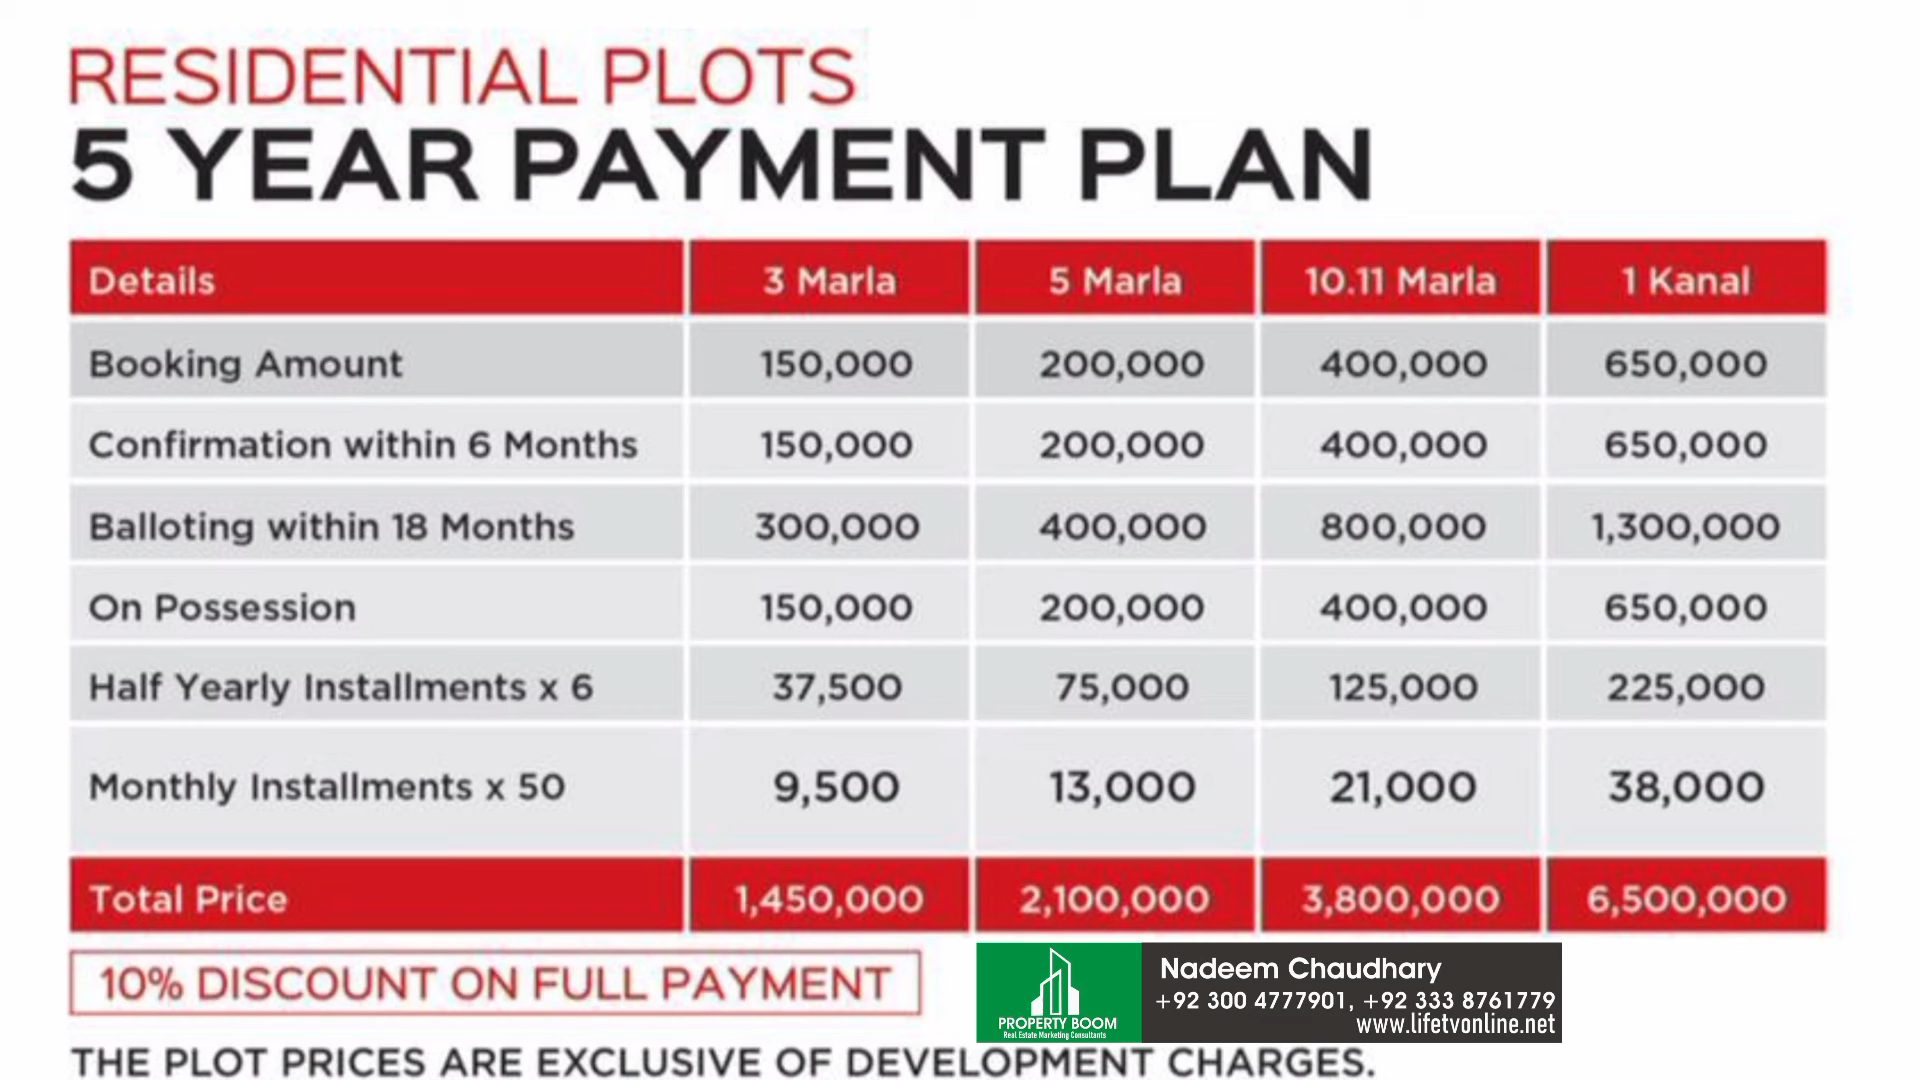 RESIDENTIAL PLOTS
5 YEAR PAYMENT PLAN
Details 3 Marla 5 Marla 10.11 Marla 1 Kanal
Booking Amount 150,000 200,000 400,000 650,000
Confirmation within 6 Months 150,000 200,000 400,000 650,000
Balloting within 18 Months 300,000 400,000 800,000 1,300,000
On Possession 150,000 200,000 400,000 650,000
Half Yearly Installments x 6 37,500 75,000 125,000 225,000
Monthly Installments x 50 9,500 13,000 21,000 38,000
Total Price 1,450,000 2,100,000 3,800,000 6,500,000
10% DISCOUNT ON FULL PAYMENT
PROPERTY BOOM
Real Estate Marketing Consultants
Nadeem Chaudhary
+92 300 4777901, +92 333 8761779
www.lifetvonline.net
THE PLOT PRICES ARE EXCLUSIVE OF DEVELOPMENT CHARGES.